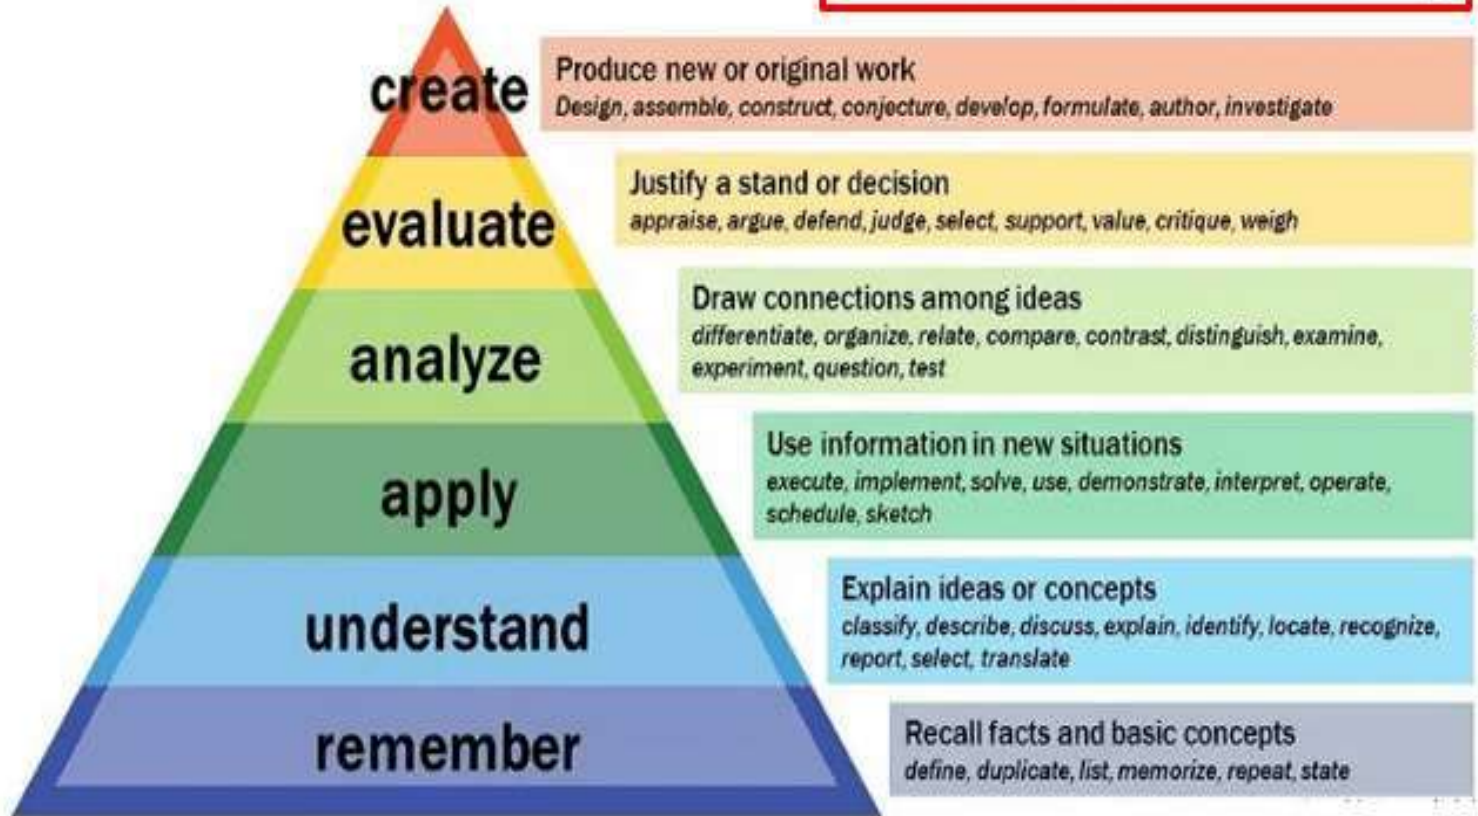 create
Produce new or original work
Design, assemble, construct, conjecture, develop, formulate, author, investigate
evaluate
Justify a stand or decision
appraise, argue, defend, judge, select, support, value, critique, weigh
analyze
Draw connections among ideas
differentiate, organize, relate, compare, contrast, distinguish, examine,
experiment, question, test
apply
Use information in new situations
execute, implement, solve, use, demonstrate, interpret, operate,
schedule, sketch
understand
Explain ideas or concepts
classify, describe, discuss, explain, identify, locate, recognize,
report, select, translate
remember
Recall facts and basic concepts
define, duplicate, list, memorize, repeat, state